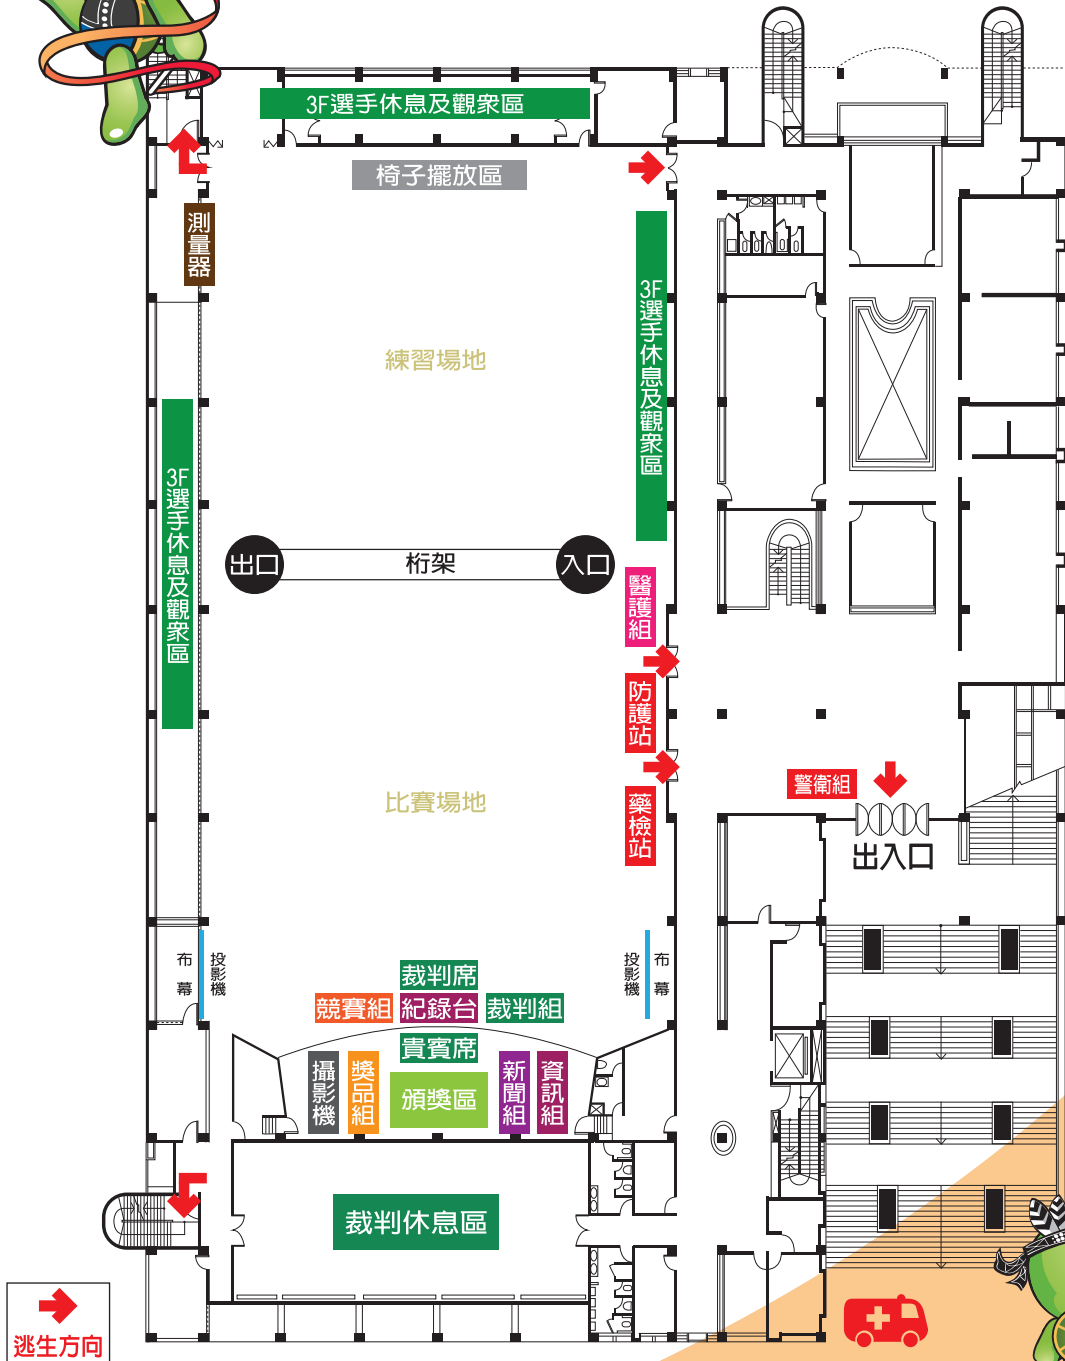 3F選手休息及觀衆區
椅子擺放區
測量器
3F選手休息及觀衆區
練習場地
3F選手休息及觀衆區
出口
桁架
入口
醫護組
防護站
警衛組
藥檢站
比賽場地
出入口
布幕
投影機
投影機
布幕
裁判席
競賽組
紀錄台
裁判組
貴賓席
攝影機
獎品組
頒獎區
新聞組
資訊組
裁判休息區
逃生方向